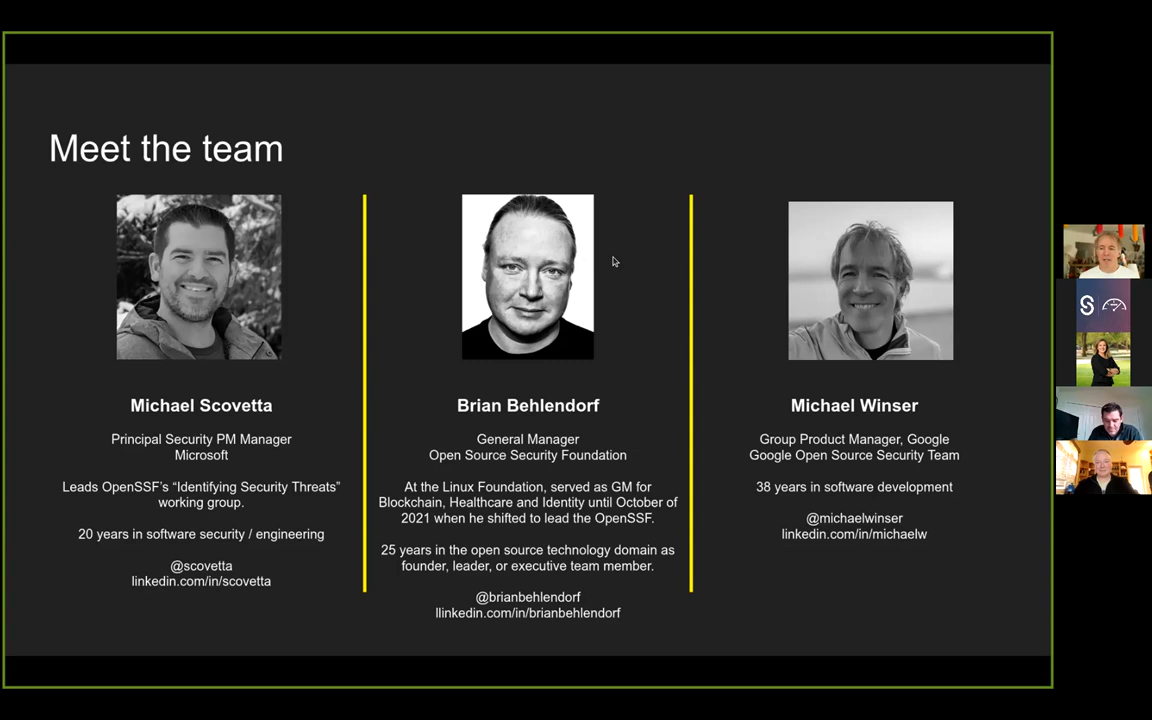 Meet the team
Michael Scovetta
Principal Security PM Manager
Microsoft
Leads OpenSSF’s “Identifying Security Threats”
working group.
20 years in software security / engineering
@scovetta
linkedin.com/in/scovetta
Brian Behlendorf
General Manager
Open Source Security Foundation
At the Linux Foundation, served as GM for
Blockchain, Healthcare and Identity until October of
2021 when he shifted to lead the OpenSSF.
25 years in the open source technology domain as
founder, leader, or executive team member.
@brianbehlendorf
llinkedin.com/in/brianbehlendorf
Michael Winser
Group Product Manager, Google
Google Open Source Security Team
38 years in software development
@michaelwinser
linkedin.com/in/michaelw